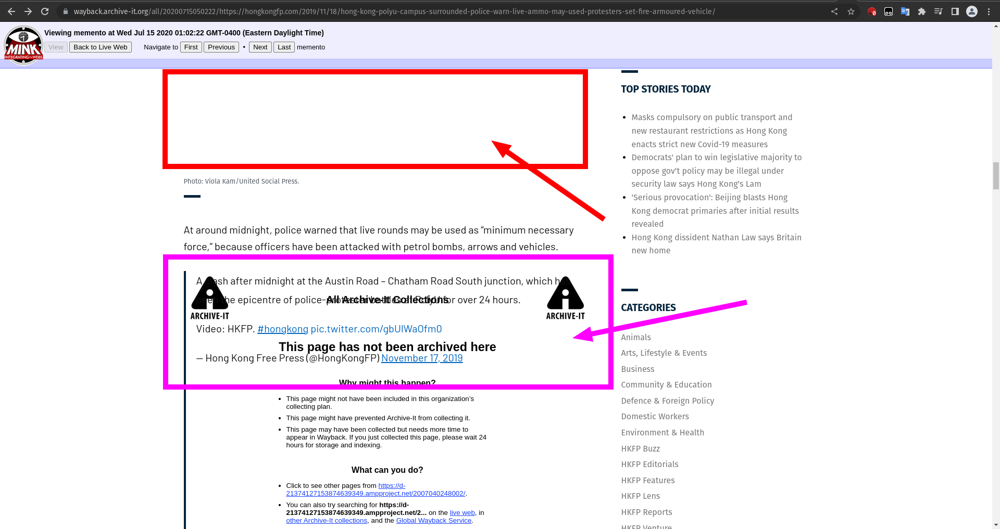 wayback.archive-it.org/all/20200715050222/https://hongkongfp.com/2019/11/18/hong-kong-polyu-campus-surrounded-police-warn-live-ammo-may-used-protesters-set-fire-armoured-vehicle/
MINK
INTEGRATING THE WEBS
Viewing memento at Wed Jul 15 2020 01:02:22 GMT-0400 (Eastern Daylight Time)
View Back to Live Web Navigate to First Previous • Next Last memento
Photo: Viola Kam/United Social Press.
At around midnight, police warned that live rounds may be used as “minimum necessary
force,” because officers have been attacked with petrol bombs, arrows and vehicles.
A clash after midnight at the Austin Road – Chatham Road South junction, which has
been the epicentre of police-protester battles at PolyU for over 24 hours.
Video: HKFP. #hongkong pic.twitter.com/gbUIWaOfm0
— Hong Kong Free Press (@HongKongFP) November 17, 2019
ARCHIVE-IT
All Archive-It Collections
ARCHIVE-IT
This page has not been archived here
Why might this happen?
• This page might not have been included in this organization's
collecting plan.
• This page might have prevented Archive-It from collecting it.
• This page may have been collected but needs more time to
appear in Wayback. If you just collected this page, please wait 24
hours for storage and indexing.
What can you do?
• Click to see other pages from https://d-
21374127153874639349.ampproject.net/2007040248002/.
• You can also try searching for https://d-
21374127153874639349.ampproject.net/2... on the live web, in
other Archive-It collections, and the Global Wayback Service.
TOP STORIES TODAY
• Masks compulsory on public transport and
new restaurant restrictions as Hong Kong
enacts strict new Covid-19 measures
• Democrats' plan to win legislative majority to
oppose gov't policy may be illegal under
security law says Hong Kong's Lam
• 'Serious provocation': Beijing blasts Hong
Kong democrat primaries after initial results
revealed
• Hong Kong dissident Nathan Law says Britain
new home
CATEGORIES
Animals
Arts, Lifestyle & Events
Business
Community & Education
Defence & Foreign Policy
Domestic Workers
Environment & Health
HKFP Buzz
HKFP Editorials
HKFP Features
HKFP Lens
HKFP Reports
HKFP Venture